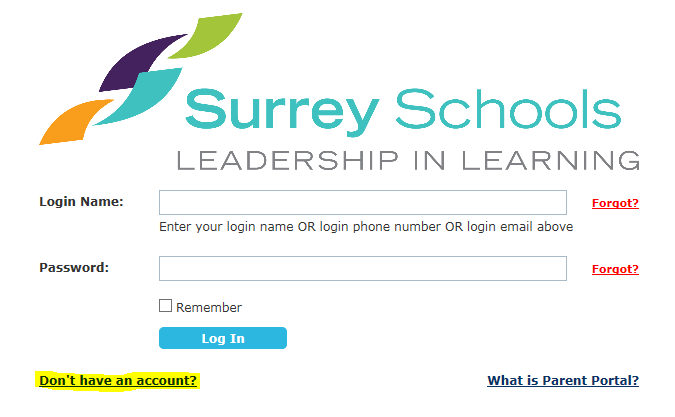 Surrey Schools
LEADERSHIP IN LEARNING
Login Name:
Forgot?
Enter your login name OR login phone number OR login email above
Password:
Forgot?
Remember
Log In
Don't have an account?
What is Parent Portal?